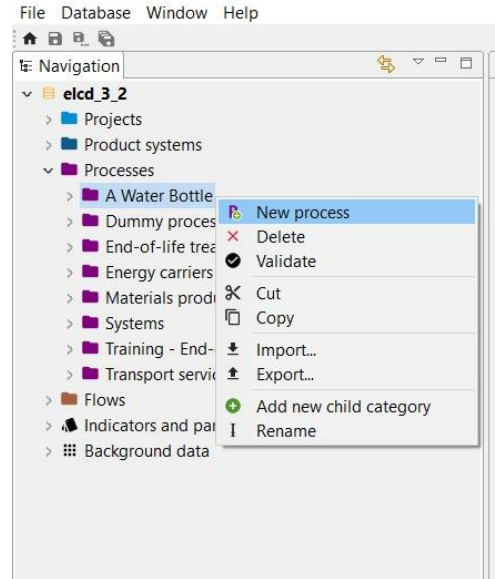 File Database Window Help
Navigation
elcd_3_2
Projects
Product systems
Processes
A Water Bottle
Dummy proces
End-of-life trea
Energy carriers
Materials produ
Systems
Training - End-
Transport servic
Flows
Indicators and par
Background data
New process
Delete
Validate
Cut
Copy
Import...
Export...
Add new child category
Rename